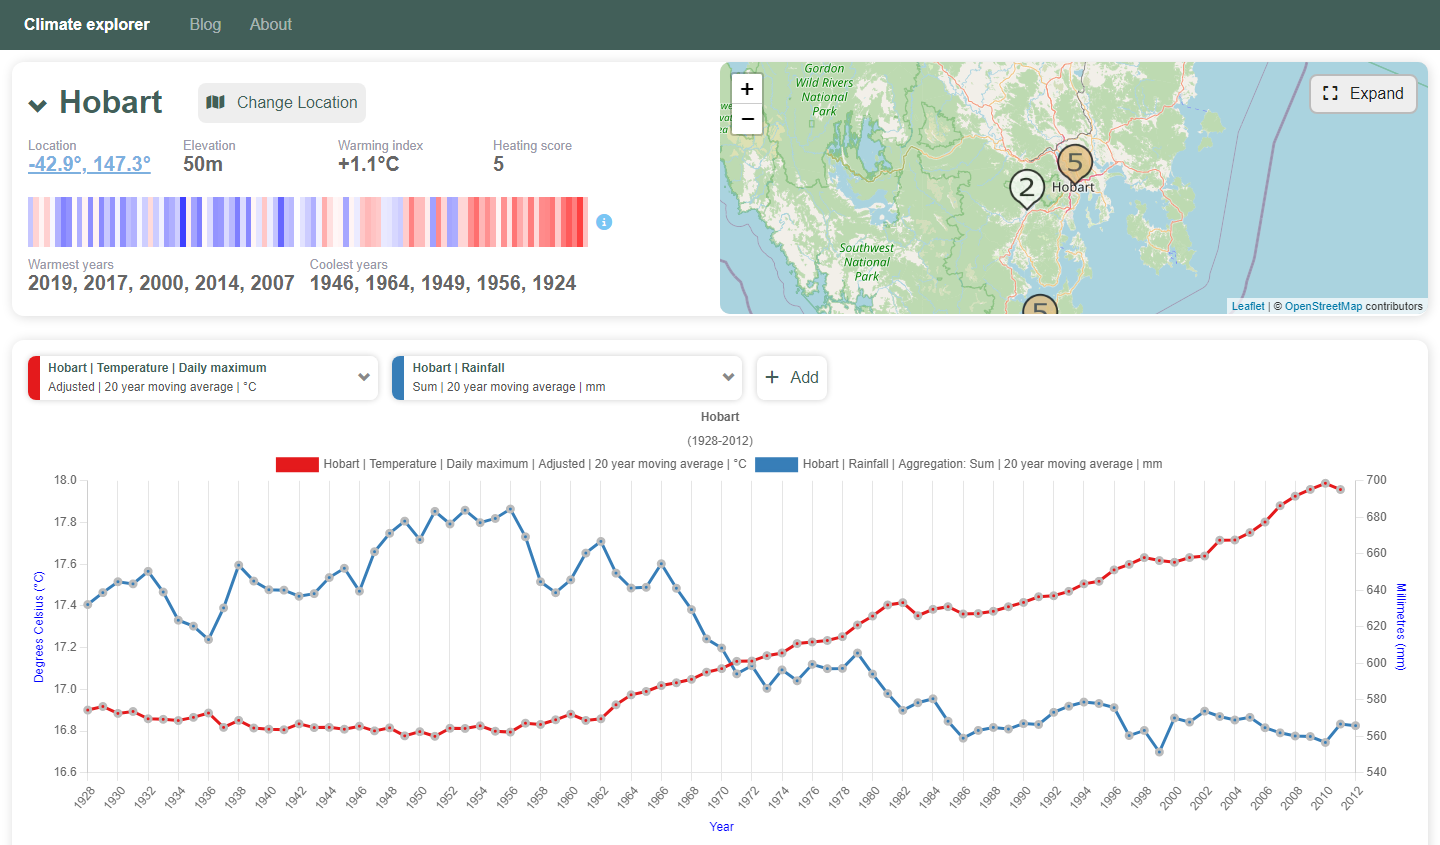 Climate explorer Blog About
Hobart Change Location
Location Elevation Warming index Heating score
-42.9°, 147.3° 50m +1.1°C 5
Warmest years Coolest years
2019, 2017, 2000, 2014, 2007 1946, 1964, 1949, 1956, 1924
Gordon
Wild Rivers
National
Park
+
−
Expand
5
2
Hobart
Southwest
National
Park
5
Leaflet | © OpenStreetMap contributors
Hobart | Temperature | Daily maximum
Adjusted | 20 year moving average | °C
Hobart | Rainfall
Sum | 20 year moving average | mm
+ Add
Hobart
(1928-2012)
Hobart | Temperature | Daily maximum | Adjusted | 20 year moving average | °C
Hobart | Rainfall | Aggregation: Sum | 20 year moving average | mm
Degrees Celsius (°C)
18.0
17.8
17.6
17.4
17.2
17.0
16.8
16.6
700
680
660
640
620
600
580
560
540
Millimetres (mm)
1928 1930 1932 1934 1936 1938 1940 1942 1944 1946 1948 1950 1952 1954 1956 1958 1960 1962 1964 1966 1968 1970 1972 1974 1976 1978 1980 1982 1984 1986 1988 1990 1992 1994 1996 1998 2000 2002 2004 2006 2008 2010 2012
Year